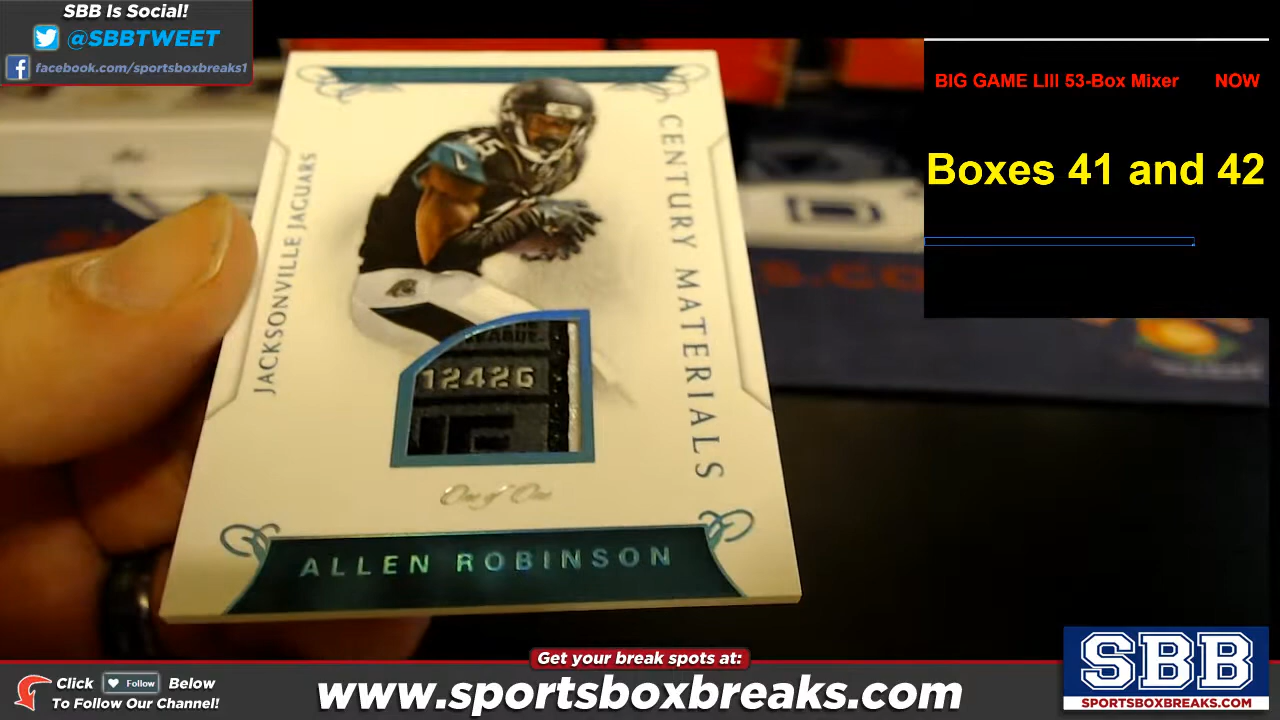 SBB Is Social!
@SBBTWEET
facebook.com/sportsboxbreaks1
BIG GAME LIII 53-Box Mixer NOW
Boxes 41 and 42
JACKSONVILLE JAGUARS
CENTURY MATERIALS
15
12426
One of One
ALLEN ROBINSON
Get your break spots at:
Click Follow Below
To Follow Our Channel!
www.sportsboxbreaks.com
SBB
SPORTSBOXBREAKS.COM